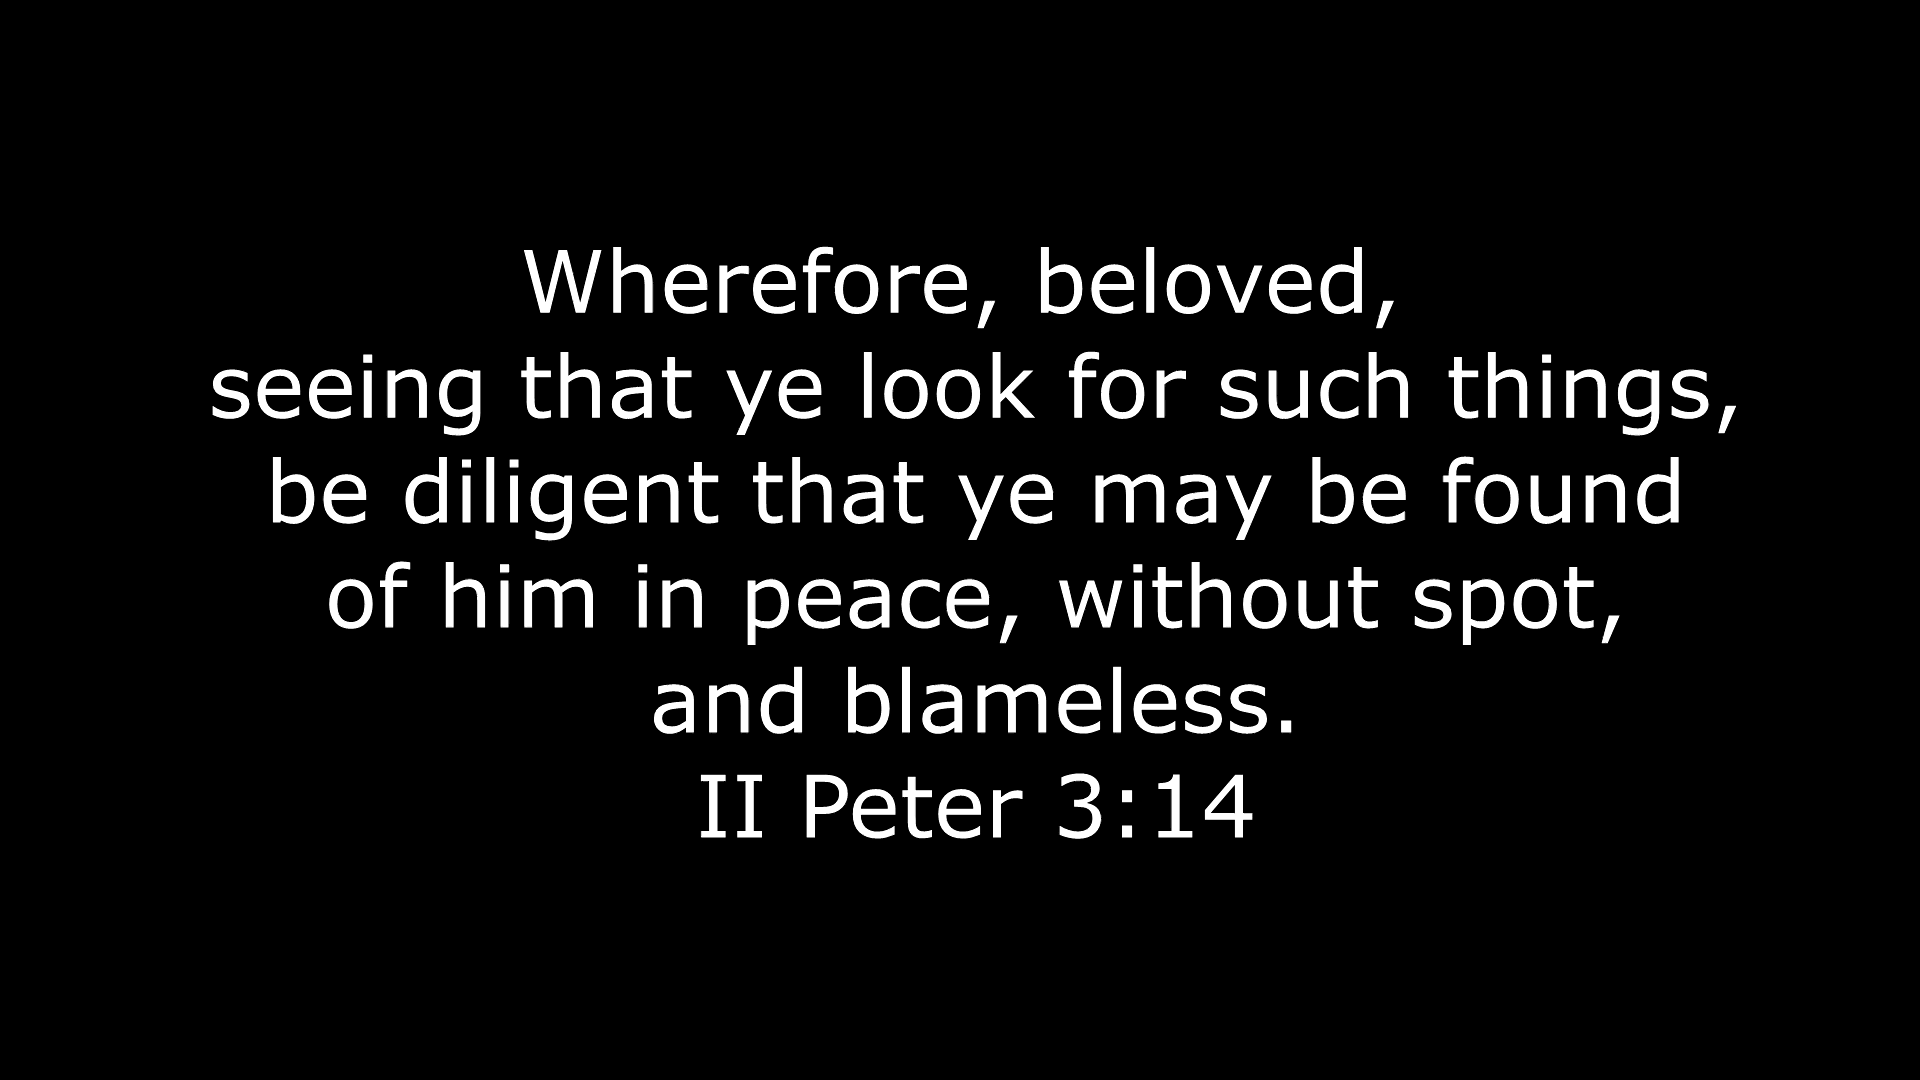 Wherefore, beloved,
seeing that ye look for such things,
be diligent that ye may be found
of him in peace, without spot,
and blameless.
II Peter 3:14